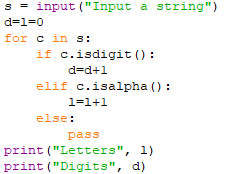 s = input("Input a string")
d=l=0
for c in s:
    if c.isdigit():
        d=d+1
    elif c.isalpha():
        l=l+1
    else:
        pass
print("Letters", l)
print("Digits", d)